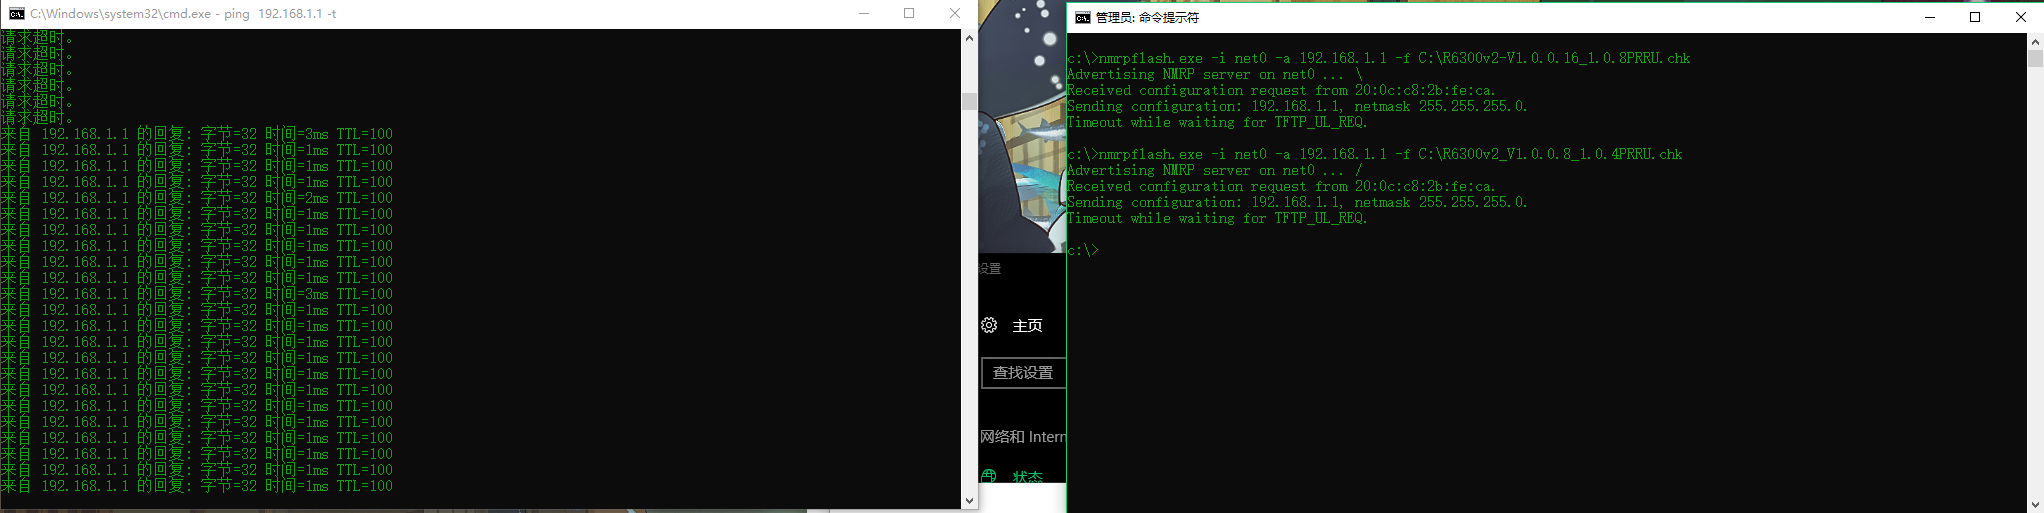 C:\Windows\system32\cmd.exe - ping  192.168.1.1 -t
请求超时。
请求超时。
请求超时。
请求超时。
请求超时。
请求超时。
来自 192.168.1.1 的回复: 字节=32 时间=3ms TTL=100
来自 192.168.1.1 的回复: 字节=32 时间=1ms TTL=100
来自 192.168.1.1 的回复: 字节=32 时间=1ms TTL=100
来自 192.168.1.1 的回复: 字节=32 时间=1ms TTL=100
来自 192.168.1.1 的回复: 字节=32 时间=2ms TTL=100
来自 192.168.1.1 的回复: 字节=32 时间=1ms TTL=100
来自 192.168.1.1 的回复: 字节=32 时间=1ms TTL=100
来自 192.168.1.1 的回复: 字节=32 时间=1ms TTL=100
来自 192.168.1.1 的回复: 字节=32 时间=1ms TTL=100
来自 192.168.1.1 的回复: 字节=32 时间=1ms TTL=100
来自 192.168.1.1 的回复: 字节=32 时间=3ms TTL=100
来自 192.168.1.1 的回复: 字节=32 时间=1ms TTL=100
来自 192.168.1.1 的回复: 字节=32 时间=1ms TTL=100
来自 192.168.1.1 的回复: 字节=32 时间=1ms TTL=100
来自 192.168.1.1 的回复: 字节=32 时间=1ms TTL=100
来自 192.168.1.1 的回复: 字节=32 时间=1ms TTL=100
来自 192.168.1.1 的回复: 字节=32 时间=1ms TTL=100
来自 192.168.1.1 的回复: 字节=32 时间=1ms TTL=100
来自 192.168.1.1 的回复: 字节=32 时间=1ms TTL=100
来自 192.168.1.1 的回复: 字节=32 时间=1ms TTL=100
来自 192.168.1.1 的回复: 字节=32 时间=1ms TTL=100
来自 192.168.1.1 的回复: 字节=32 时间=1ms TTL=100
来自 192.168.1.1 的回复: 字节=32 时间=1ms TTL=100
设置
主页
查找设置
网络和 Intern
状态
管理员: 命令提示符
c:\>nmrpflash.exe -i net0 -a 192.168.1.1 -f C:\R6300v2-V1.0.0.16_1.0.8PRRU.chk
Advertising NMRP server on net0 ... \
Received configuration request from 20:0c:c8:2b:fe:ca.
Sending configuration: 192.168.1.1, netmask 255.255.255.0.
Timeout while waiting for TFTP_UL_REQ.
c:\>nmrpflash.exe -i net0 -a 192.168.1.1 -f C:\R6300v2_V1.0.0.8_1.0.4PRRU.chk
Advertising NMRP server on net0 ... /
Received configuration request from 20:0c:c8:2b:fe:ca.
Sending configuration: 192.168.1.1, netmask 255.255.255.0.
Timeout while waiting for TFTP_UL_REQ.
c:\>